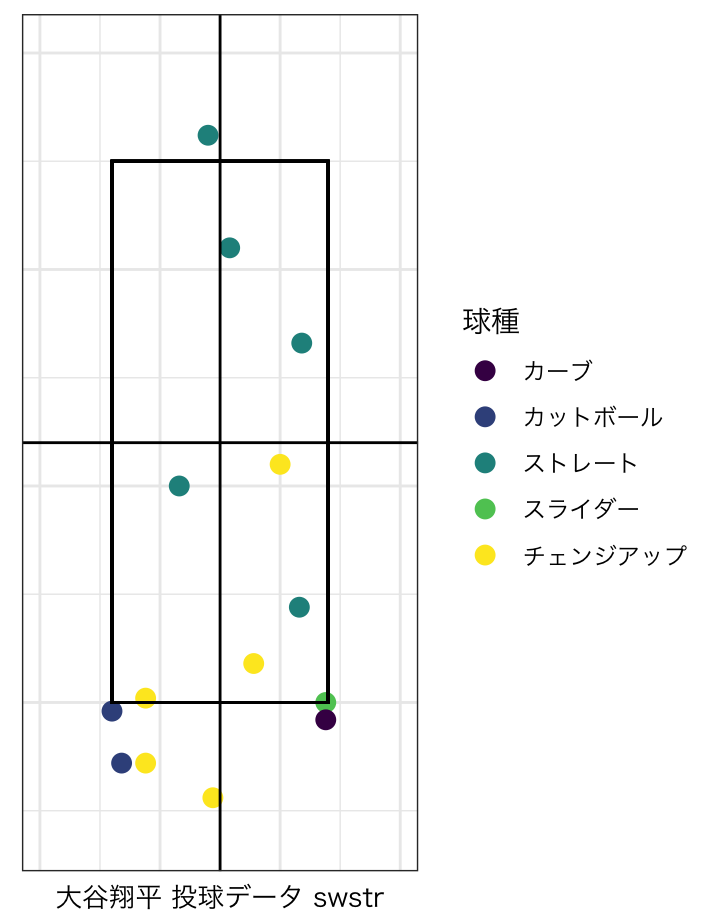 球種
カーブ
カットボール
ストレート
スライダー
チェンジアップ
大谷翔平 投球データ swstr